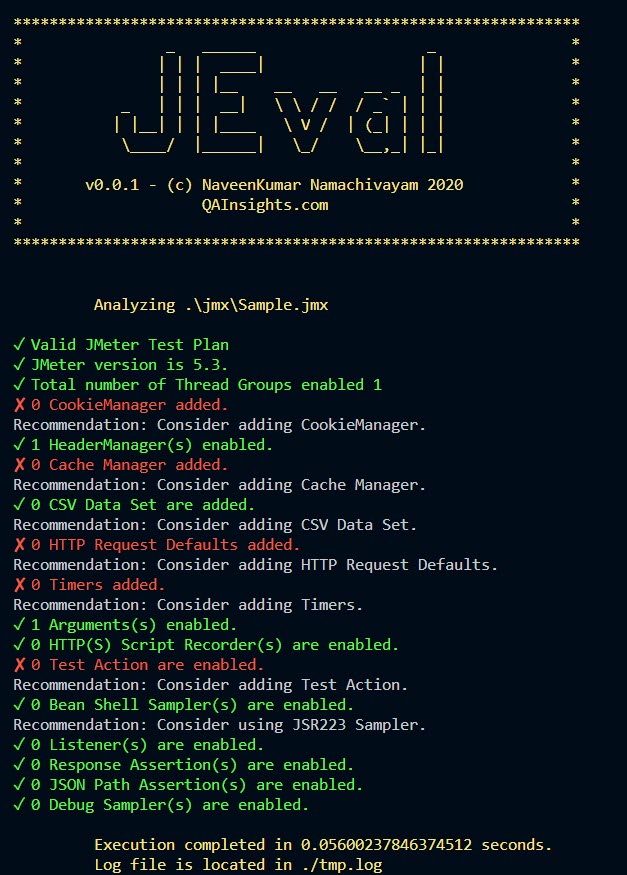 ***************************************************************
JEval
v0.0.1 - (c) NaveenKumar Namachivayam 2020
QAInsights.com
***************************************************************
Analyzing .\jmx\Sample.jmx
✓ Valid JMeter Test Plan
✓ JMeter version is 5.3.
✓ Total number of Thread Groups enabled 1
✗ 0 CookieManager added.
Recommendation: Consider adding CookieManager.
✓ 1 HeaderManager(s) enabled.
✗ 0 Cache Manager added.
Recommendation: Consider adding Cache Manager.
✓ 0 CSV Data Set are added.
Recommendation: Consider adding CSV Data Set.
✗ 0 HTTP Request Defaults added.
Recommendation: Consider adding HTTP Request Defaults.
✗ 0 Timers added.
Recommendation: Consider adding Timers.
✓ 1 Arguments(s) enabled.
✓ 0 HTTP(S) Script Recorder(s) are enabled.
✗ 0 Test Action are enabled.
Recommendation: Consider adding Test Action.
✓ 0 Bean Shell Sampler(s) are enabled.
Recommendation: Consider using JSR223 Sampler.
✓ 0 Listener(s) are enabled.
✓ 0 Response Assertion(s) are enabled.
✓ 0 JSON Path Assertion(s) are enabled.
✓ 0 Debug Sampler(s) are enabled.
Execution completed in 0.05600237846374512 seconds.
Log file is located in ./tmp.log